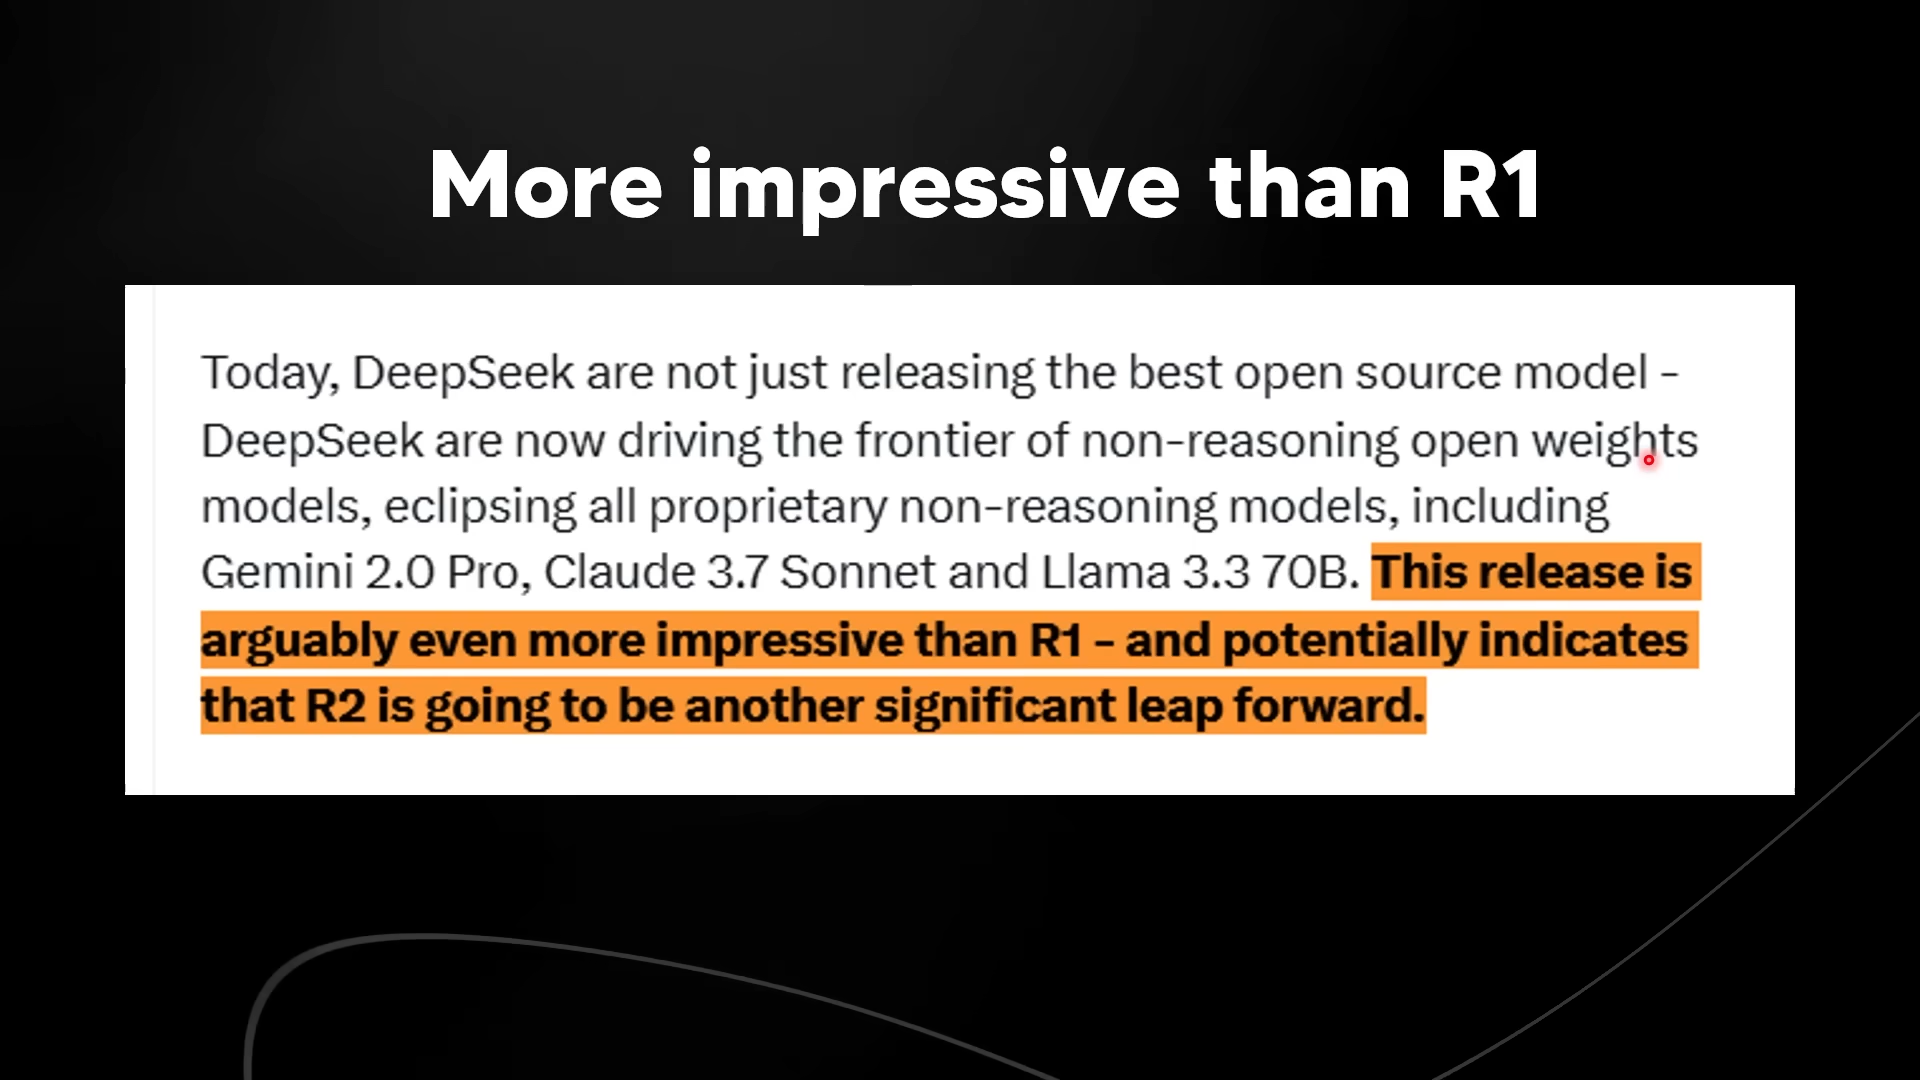 More impressive than R1
Today, DeepSeek are not just releasing the best open source model -
DeepSeek are now driving the frontier of non-reasoning open weights
models, eclipsing all proprietary non-reasoning models, including
Gemini 2.0 Pro, Claude 3.7 Sonnet and Llama 3.3 70B. This release is
arguably even more impressive than R1 - and potentially indicates
that R2 is going to be another significant leap forward.